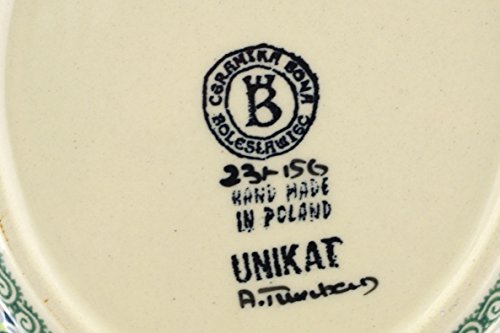 CERAMIKA BONA
B
BOLESŁAWIEC
HAND MADE
IN POLAND
UNIKAT
A.